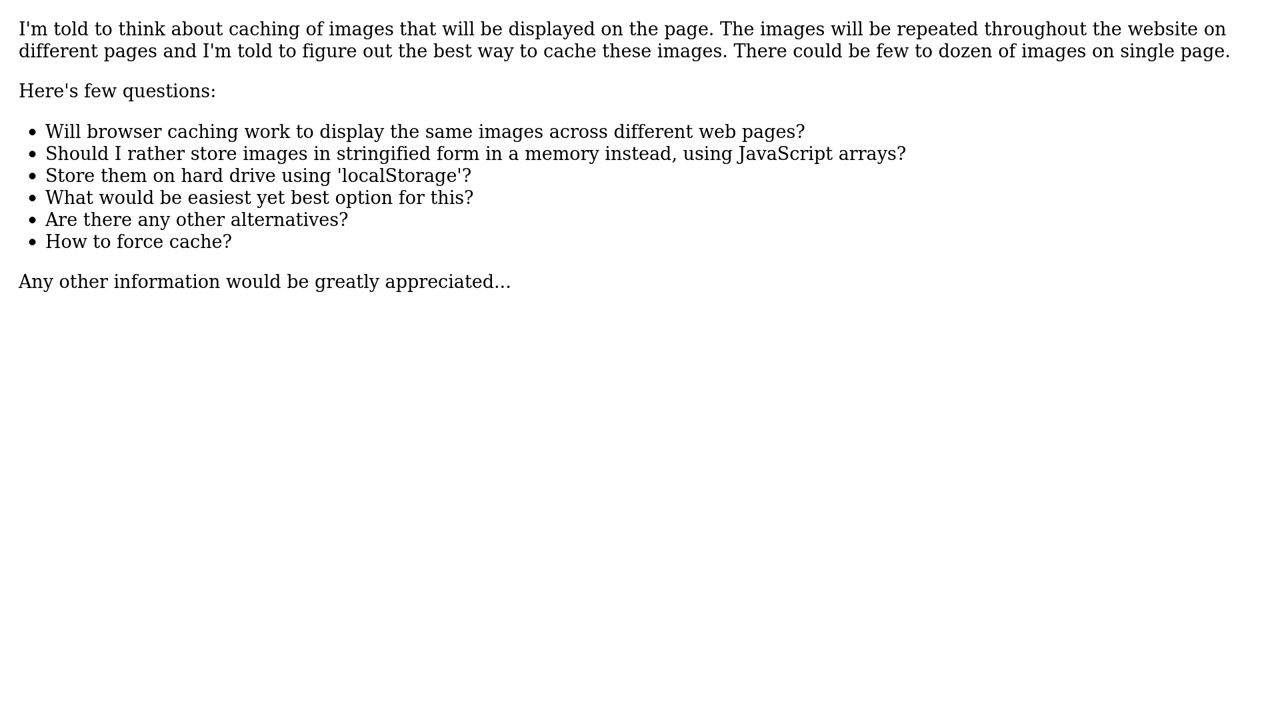 I'm told to think about caching of images that will be displayed on the page. The images will be repeated throughout the website on
different pages and I'm told to figure out the best way to cache these images. There could be few to dozen of images on single page.
Here's few questions:
• Will browser caching work to display the same images across different web pages?
• Should I rather store images in stringified form in a memory instead, using JavaScript arrays?
• Store them on hard drive using 'localStorage'?
• What would be easiest yet best option for this?
• Are there any other alternatives?
• How to force cache?
Any other information would be greatly appreciated...